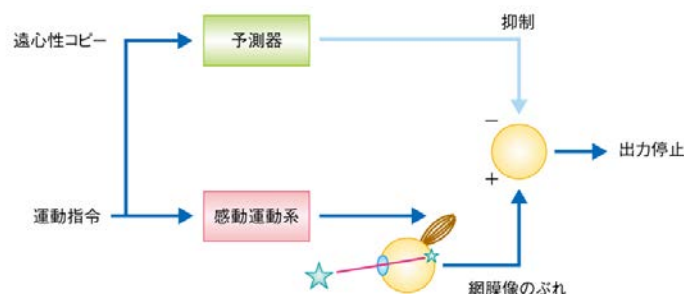 抑制
遠心性コピー
予測器
−
出力停止
+
運動指令
感動運動系
網膜像のぶれ